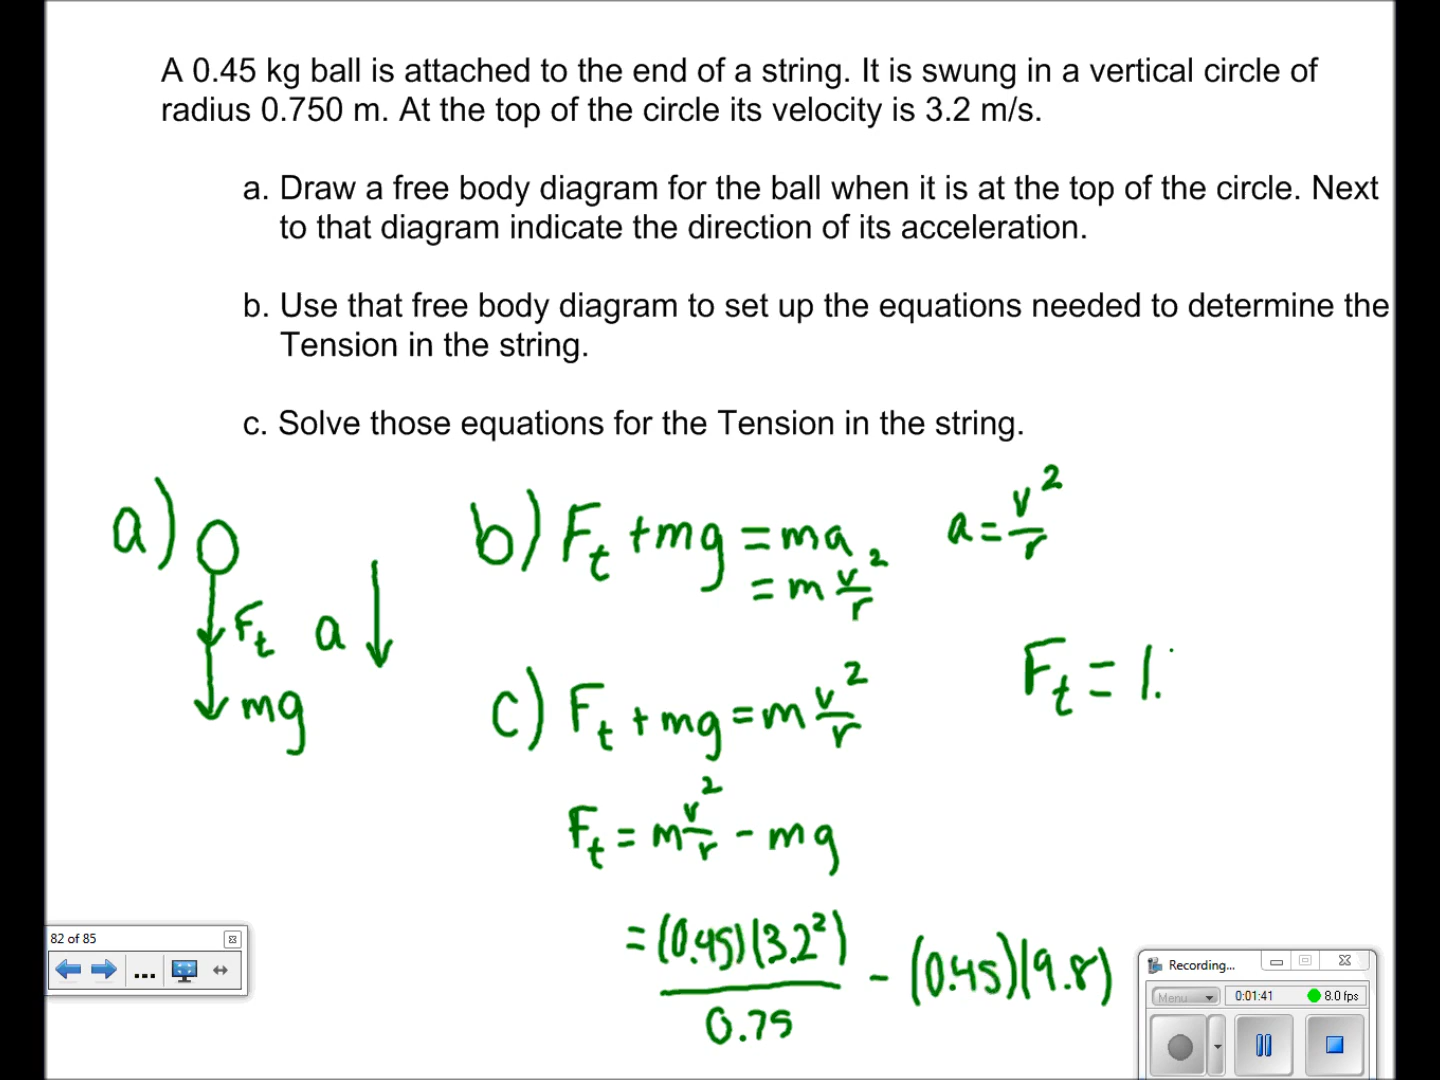 A 0.45 kg ball is attached to the end of a string. It is swung in a vertical circle of
radius 0.750 m. At the top of the circle its velocity is 3.2 m/s.
a. Draw a free body diagram for the ball when it is at the top of the circle. Next
to that diagram indicate the direction of its acceleration.
b. Use that free body diagram to set up the equations needed to determine the
Tension in the string.
c. Solve those equations for the Tension in the string.
a)
Ft
a
mg
b) Ft + mg = ma
= m v²/r
a = v²/r
c) Ft + mg = m v²/r
Ft = m v²/r - mg
= (0.45)(3.2²)/0.75 - (0.45)(9.8)
Ft = 1.
82 of 85
...
Recording...
Menu
0:01:41
8.0 fps